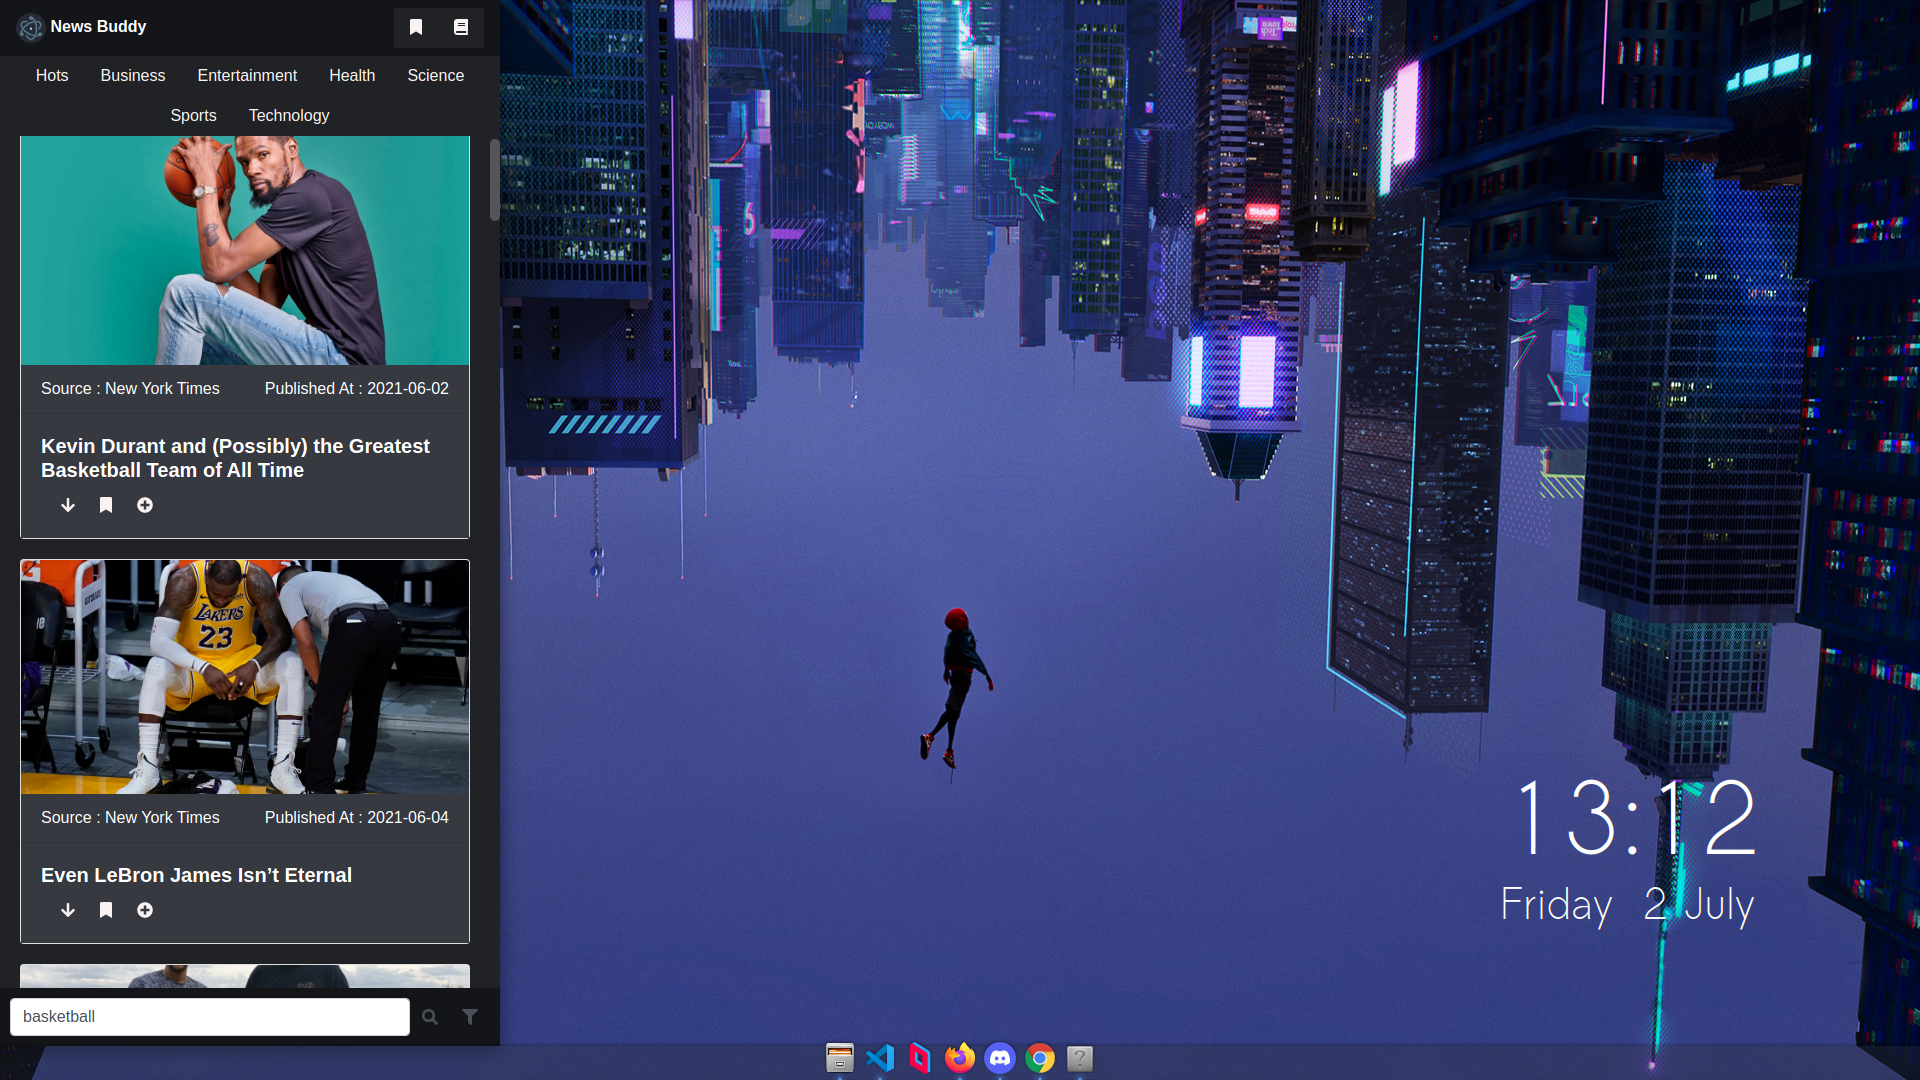 News Buddy
Hots Business Entertainment Health Science
Sports Technology
Source : New York Times Published At : 2021-06-02
Kevin Durant and (Possibly) the Greatest
Basketball Team of All Time
LAKERS
23
Source : New York Times Published At : 2021-06-04
Even LeBron James Isn’t Eternal
basketball
13:12
Friday 2 July